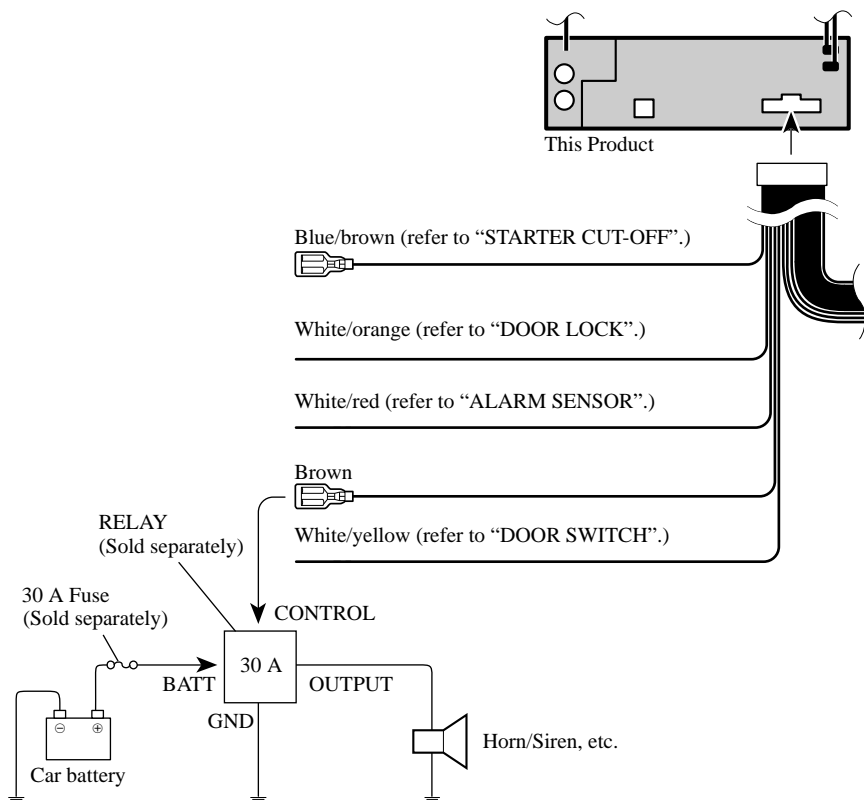 This Product
Blue/brown (refer to “STARTER CUT-OFF”.)
White/orange (refer to “DOOR LOCK”.)
White/red (refer to “ALARM SENSOR”.)
Brown
White/yellow (refer to “DOOR SWITCH”.)
RELAY
(Sold separately)
30 A Fuse
(Sold separately)
CONTROL
30 A
BATT
OUTPUT
GND
⊖ ⊕
Car battery
Horn/Siren, etc.